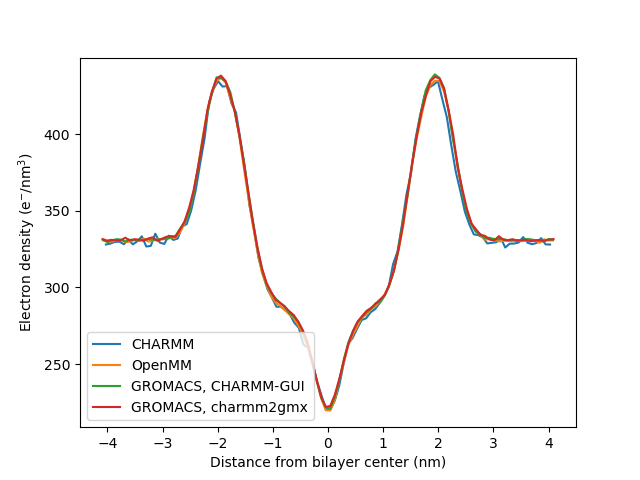 Electron density (e⁻/nm³)
400
350
300
250
CHARMM
OpenMM
GROMACS, CHARMM-GUI
GROMACS, charmm2gmx
−4 −3 −2 −1 0 1 2 3 4
Distance from bilayer center (nm)